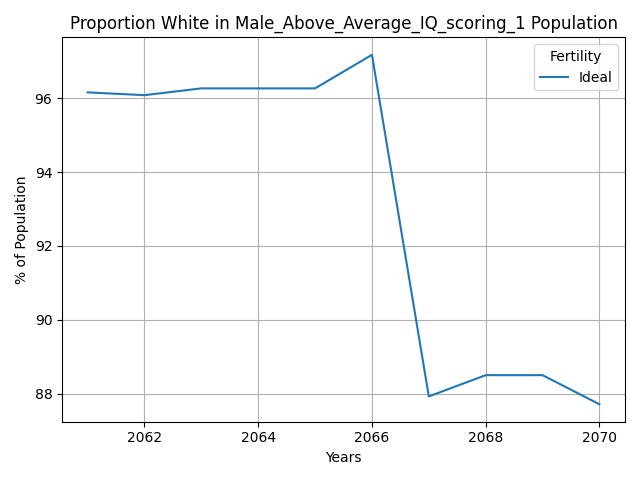 Proportion White in Male_Above_Average_IQ_scoring_1 Population
Fertility
Ideal
% of Population
96
94
92
90
88
2062 2064 2066 2068 2070
Years